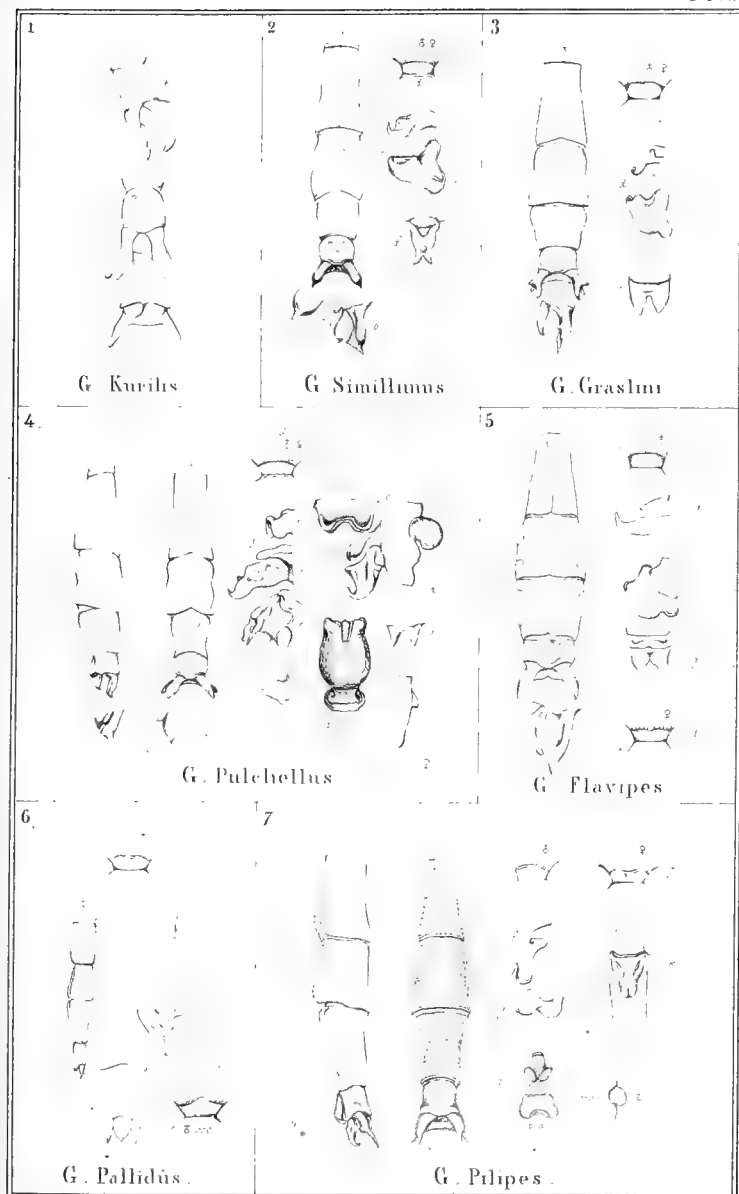 1
2
3
♂♀
♂♀
G Kurilis
G Simillimus
G. Graslini
4
5
♂♀
♀
G. Pulchellus
G Flavipes
6
7
♂
♀
G. Pallidus.
G. Pilipes.